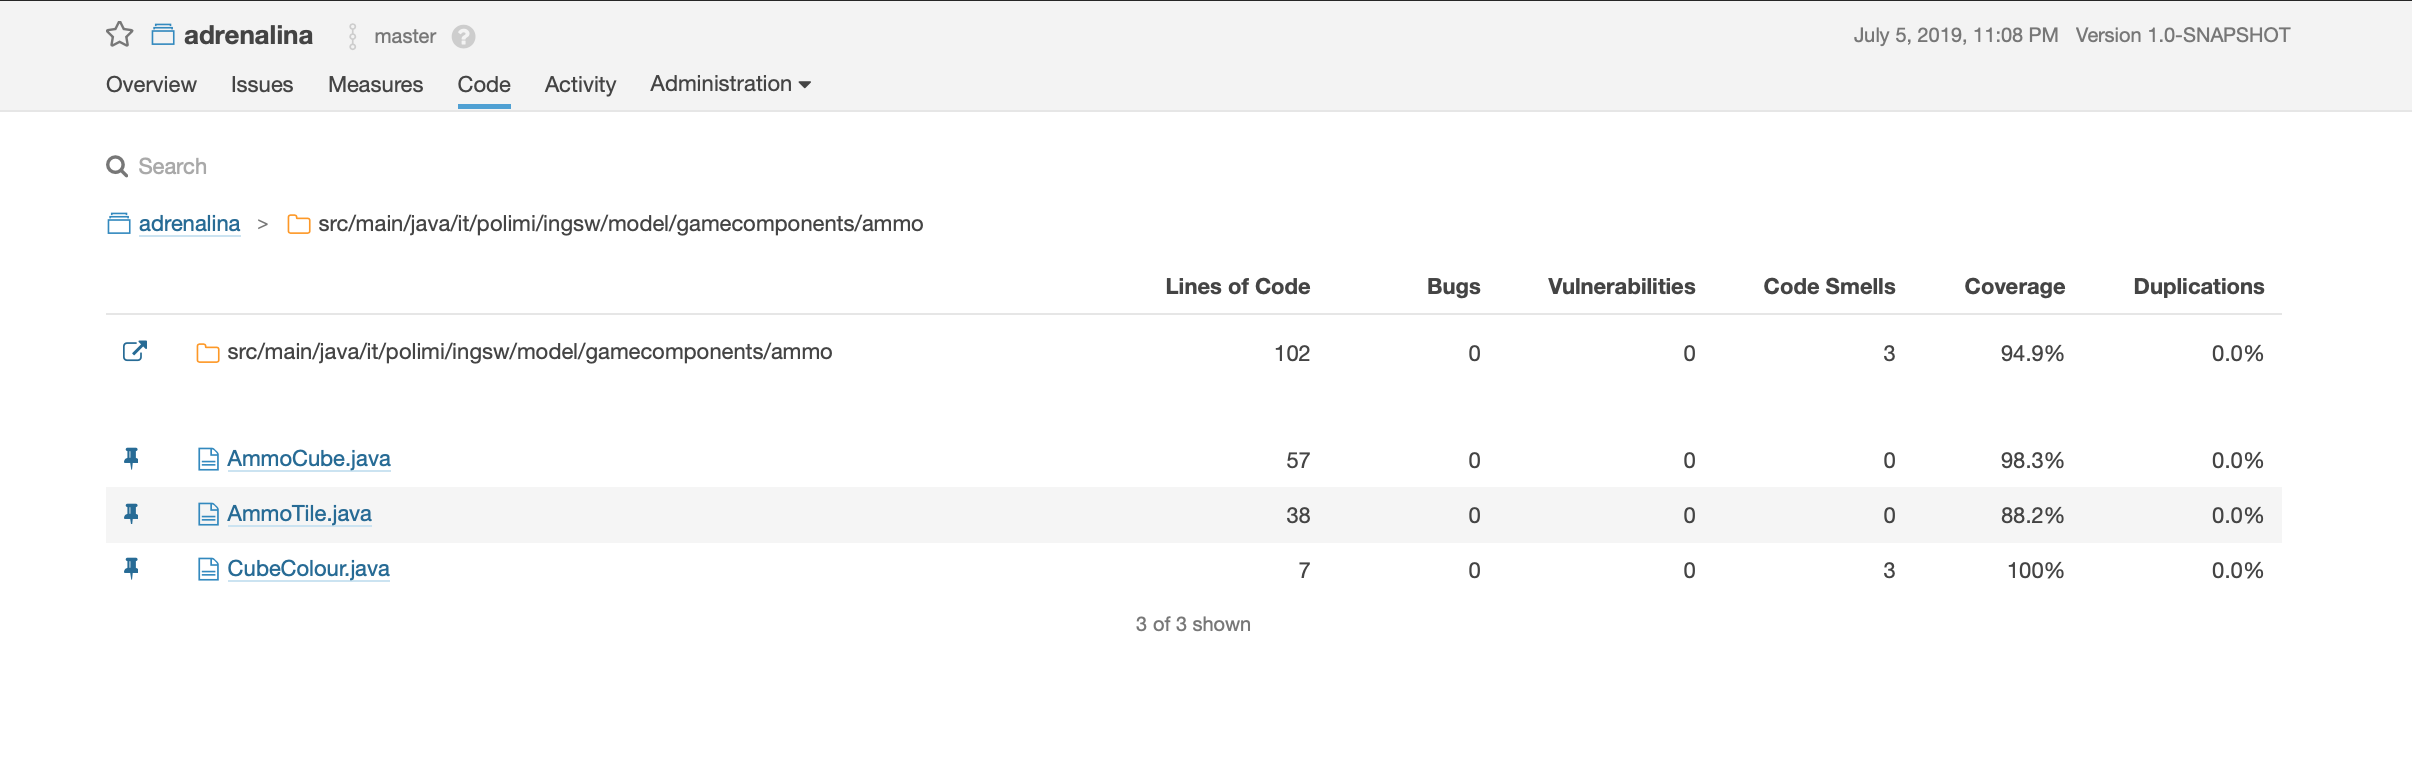 adrenalina master ? July 5, 2019, 11:08 PM Version 1.0-SNAPSHOT
Overview Issues Measures Code Activity Administration
Search
adrenalina > src/main/java/it/polimi/ingsw/model/gamecomponents/ammo
Lines of Code Bugs Vulnerabilities Code Smells Coverage Duplications
src/main/java/it/polimi/ingsw/model/gamecomponents/ammo 102 0 0 3 94.9% 0.0%
AmmoCube.java 57 0 0 0 98.3% 0.0%
AmmoTile.java 38 0 0 0 88.2% 0.0%
CubeColour.java 7 0 0 3 100% 0.0%
3 of 3 shown